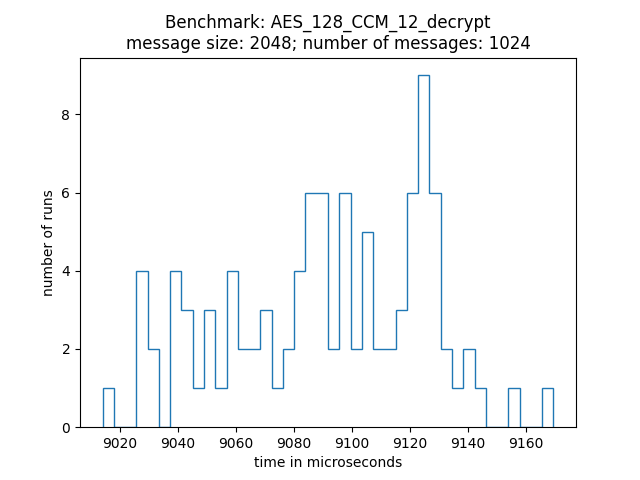 Benchmark: AES_128_CCM_12_decrypt
message size: 2048; number of messages: 1024
8
6
4
2
0
number of runs
9020 9040 9060 9080 9100 9120 9140 9160
time in microseconds